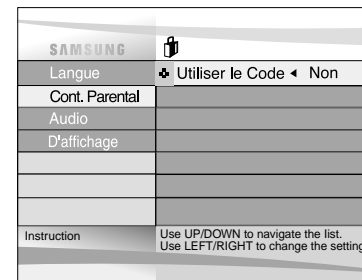 SAMSUNG
Langue
Utiliser le Code ◄ Non
Cont. Parental
Audio
D'affichage
Instruction
Use UP/DOWN to navigate the list.
Use LEFT/RIGHT to change the setting